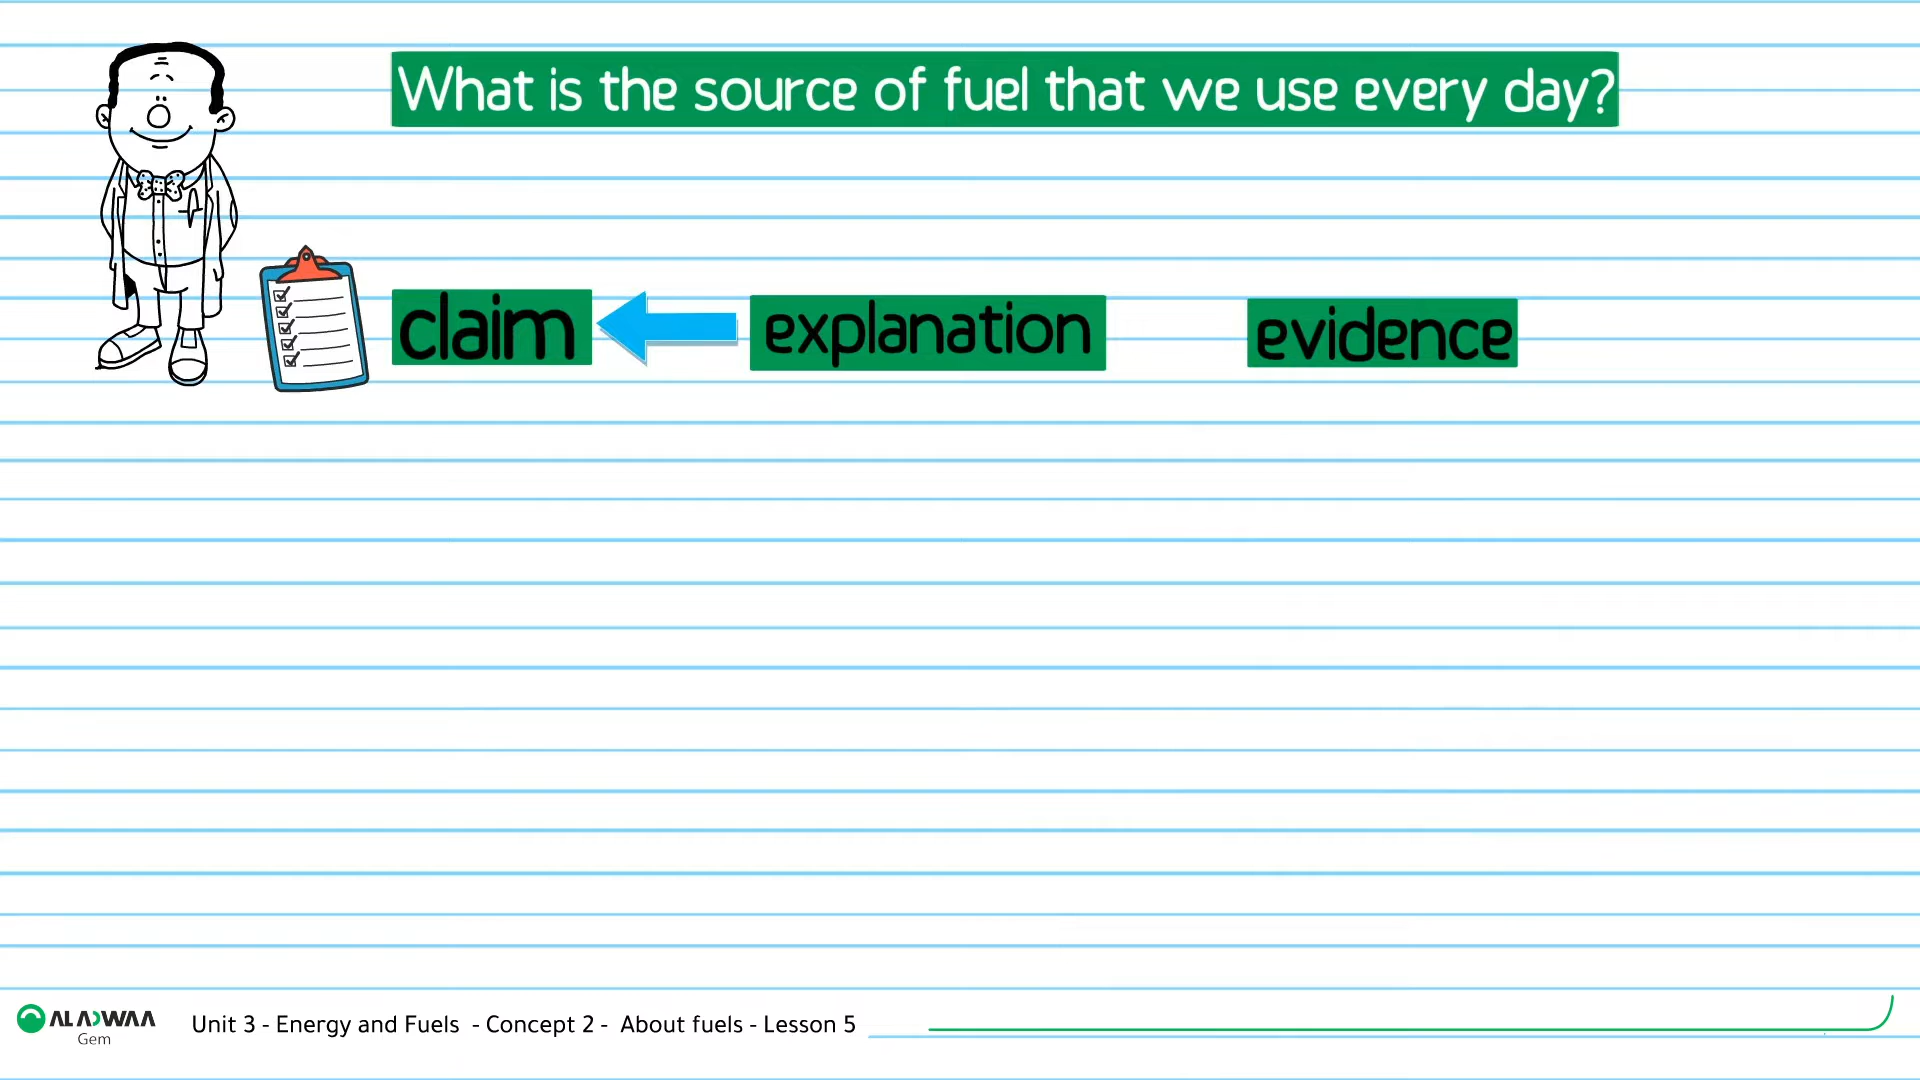 What is the source of fuel that we use every day?
claim explanation evidence
ALADWAA
Gem
Unit 3 - Energy and Fuels - Concept 2 - About fuels - Lesson 5